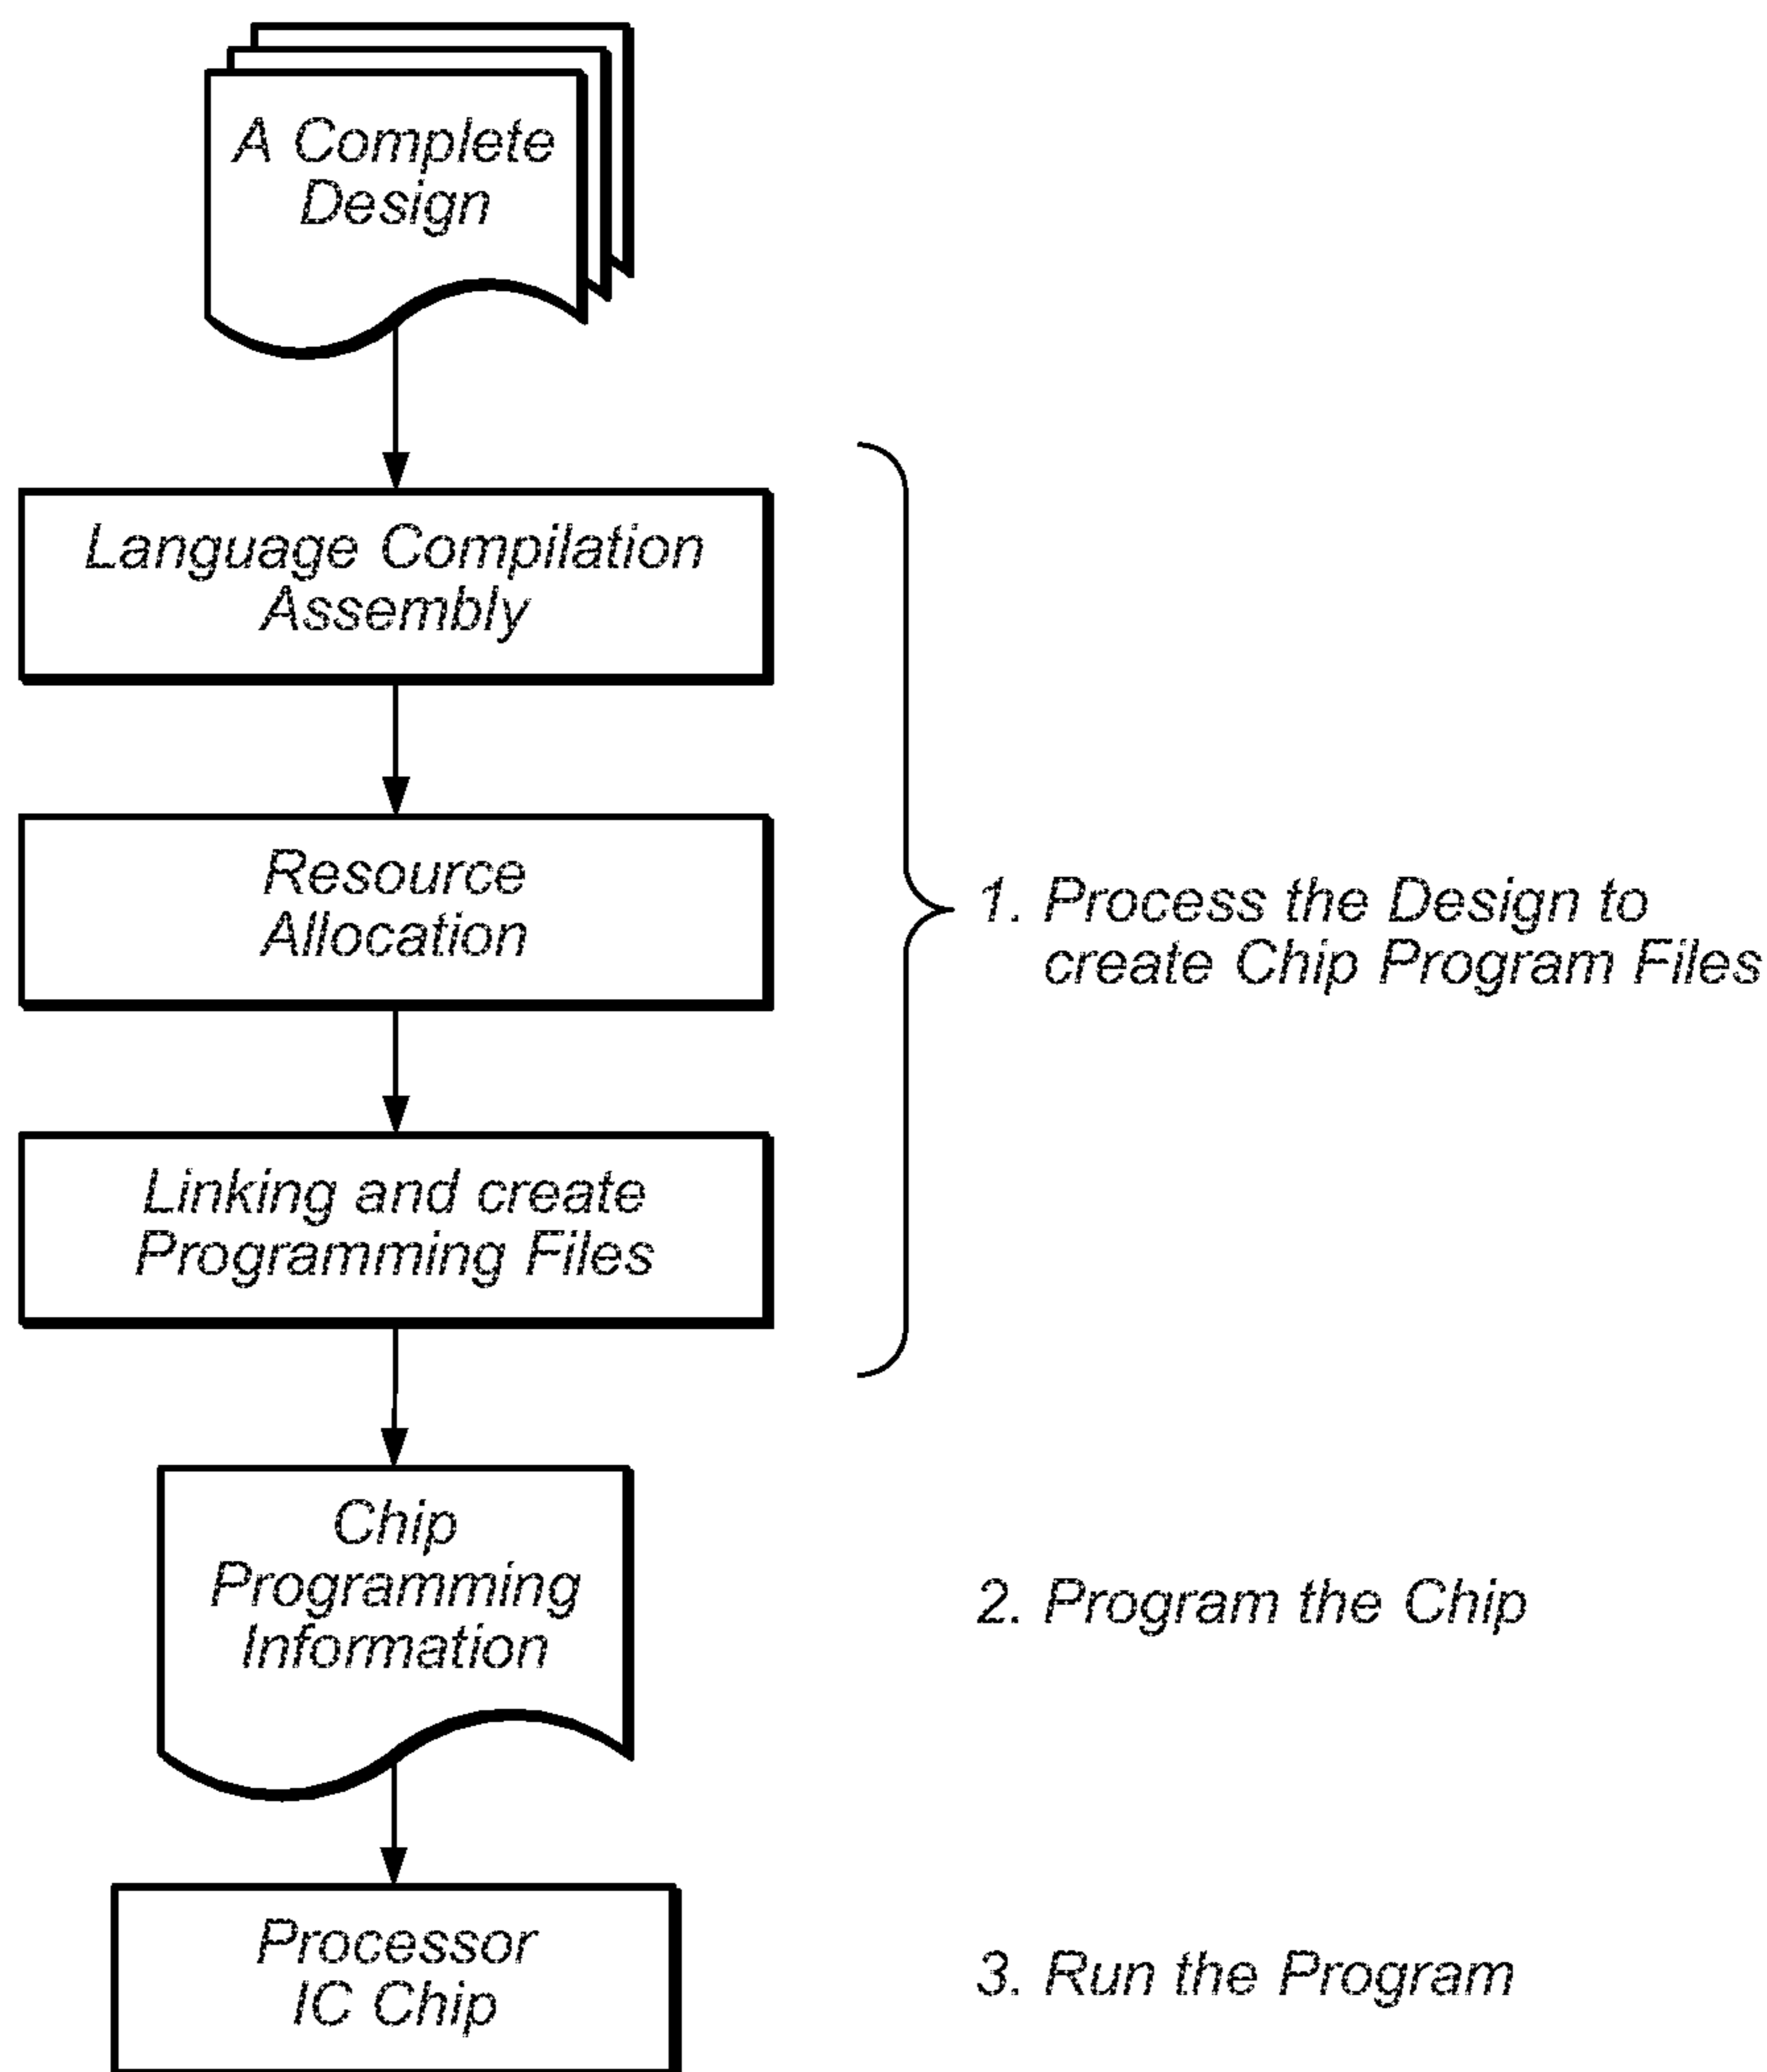 A Complete
Design
Language Compilation
Assembly
Resource
Allocation
1. Process the Design to
create Chip Program Files
Linking and create
Programming Files
Chip
Programming
Information
2. Program the Chip
Processor
IC Chip
3. Run the Program